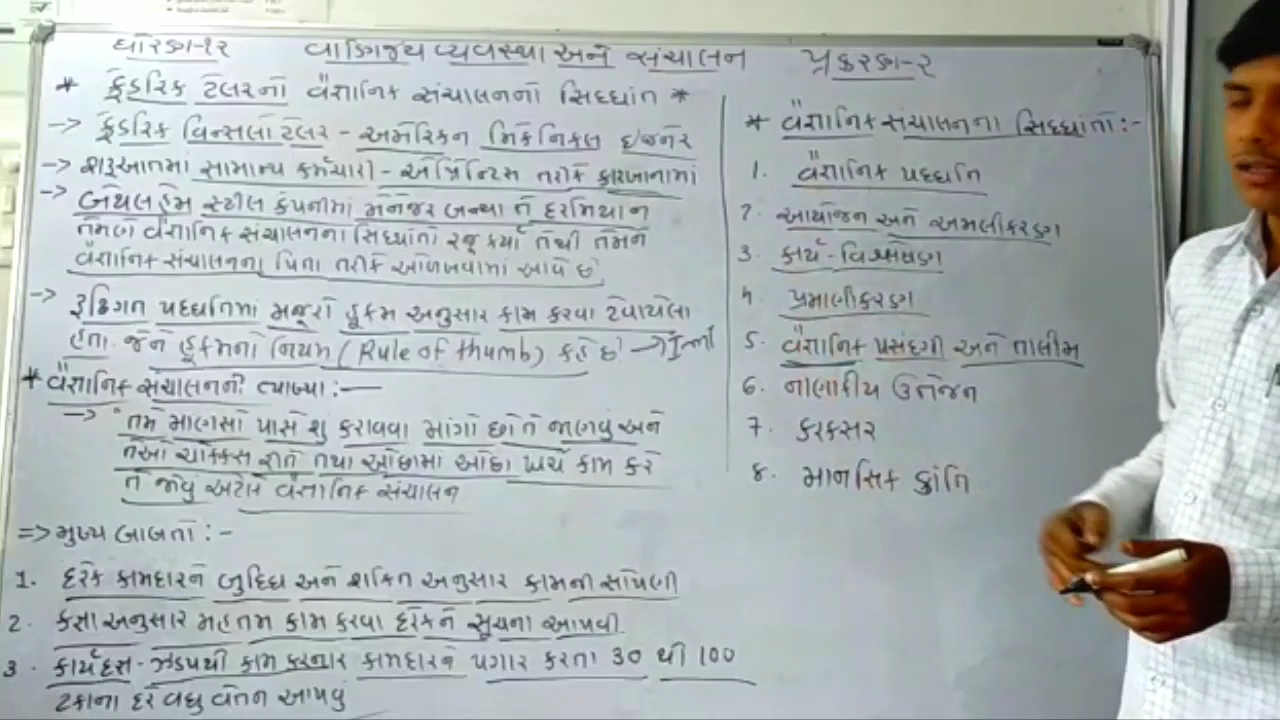 ધોરણ-૧૨ વાણિજ્ય વ્યવસ્થા અને સંચાલન પ્રકરણ-૨
* ફ્રેડરિક ટેલરનો વૈજ્ઞાનિક સંચાલનનો સિદ્ધાંત *
-> ફ્રેડરિક વિન્સલો ટેલર - અમેરિકન મિકેનિકલ ઇજનેર
-> શરૂઆતમાં સામાન્ય કર્મચારી - એપ્રિન્ટિસ તરીકે કારખાનામાં
-> બેથેલહેમ સ્ટીલ કંપનીમાં મેનેજર બન્યા તે દરમિયાન
તેમણે વૈજ્ઞાનિક સંચાલનના સિદ્ધાંતો રજૂ કર્યા તેથી તેમને
વૈજ્ઞાનિક સંચાલનના પિતા તરીકે ઓળખવામાં આવે છે
-> રૂઢિગત પદ્ધતિમાં મજૂરો હૂકમ અનુસાર કામ કરવા ટેવાયેલા
હતા. જેને હૂકમનો નિયમ (Rule of thumb) કહે છે
* વૈજ્ઞાનિક સંચાલનની વ્યાખ્યા :-
-> "તમે માણસો પાસે શું કરાવવા માંગો છો તે જાણવું અને
તેઓ ચોક્કસ રીતે તથા ઓછામાં ઓછા ખર્ચે કામ કરે
તે જોવું એટલે વૈજ્ઞાનિક સંચાલન
=> મુખ્ય બાબતો :-
1. દરેક કામદારને બુદ્ધિ અને શક્તિ અનુસાર કામની સોંપણી
2. કક્ષા અનુસાર મહત્તમ કામ કરવા દરેકને સૂચના આપવી.
3. કાર્યદક્ષ - ઝડપથી કામ કરનાર કામદારને પગાર કરતા 30 થી 100
ટકાના દરે વધુ વેતન આપવું
* વૈજ્ઞાનિક સંચાલનના સિદ્ધાંતો :-
1. વૈજ્ઞાનિક પદ્ધતિ
2. આયોજન અને અમલીકરણ
3. કાર્ય-વિશ્લેષણ
4. પ્રમાણીકરણ
5. વૈજ્ઞાનિક પસંદગી અને તાલીમ
6. નાણાકીય ઉત્તેજન
7. કરકસર
8. માનસિક ક્રાંતિ